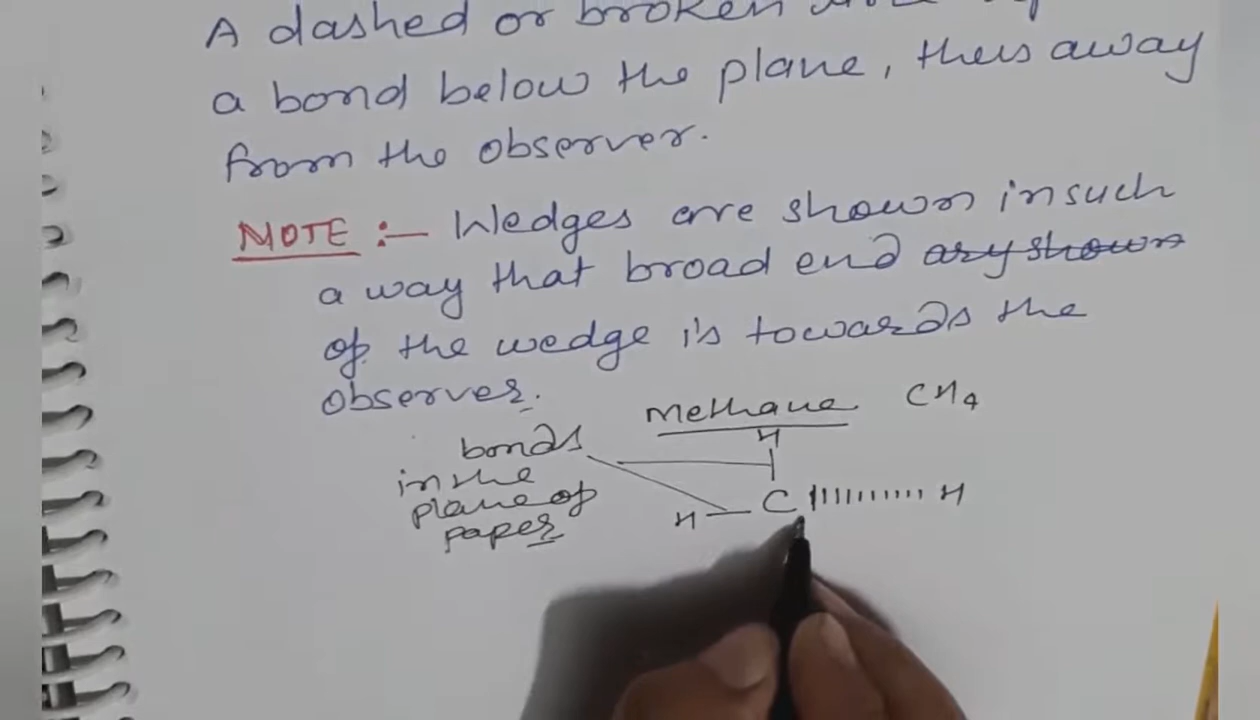 A dashed or broken
a bond below the plane, thus away
from the observer.
NOTE :- Wedges are shown in such
a way that broad end
of the wedge is towards the
observer.
Methane CH4
bonds
in the
plane of
paper
H
H C H